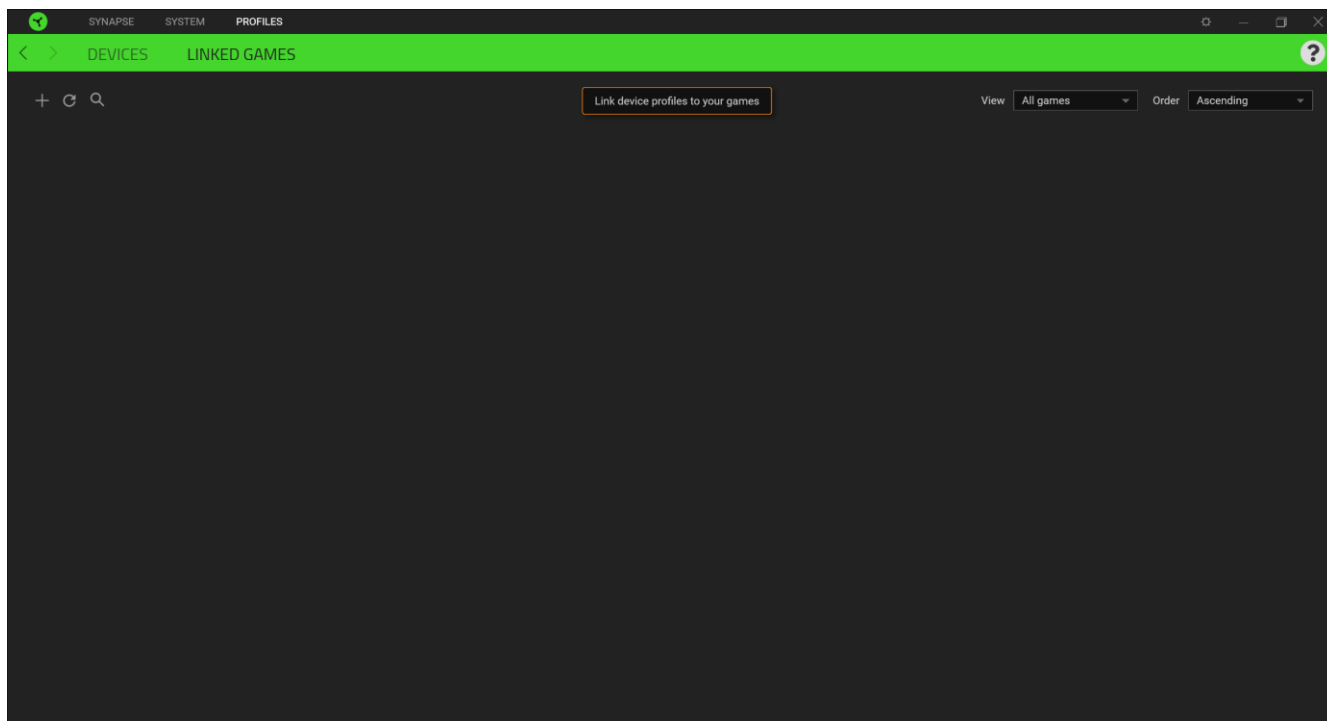 SYNAPSE SYSTEM PROFILES
DEVICES LINKED GAMES ?
Link device profiles to your games View All games Order Ascending